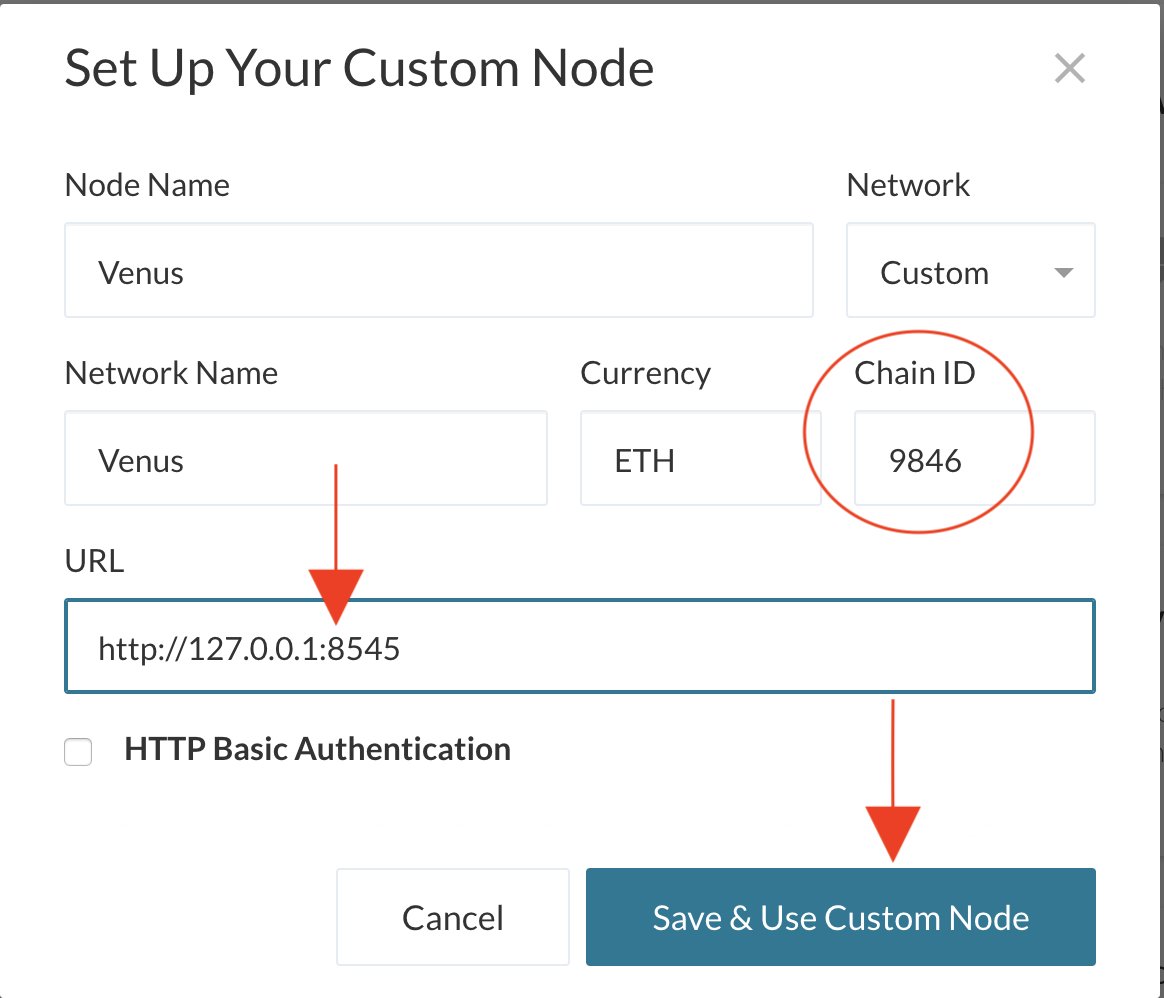 Set Up Your Custom Node
Node Name
Network
Venus
Custom
Network Name
Currency
Chain ID
Venus
ETH
9846
URL
http://127.0.0.1:8545
HTTP Basic Authentication
Cancel
Save & Use Custom Node